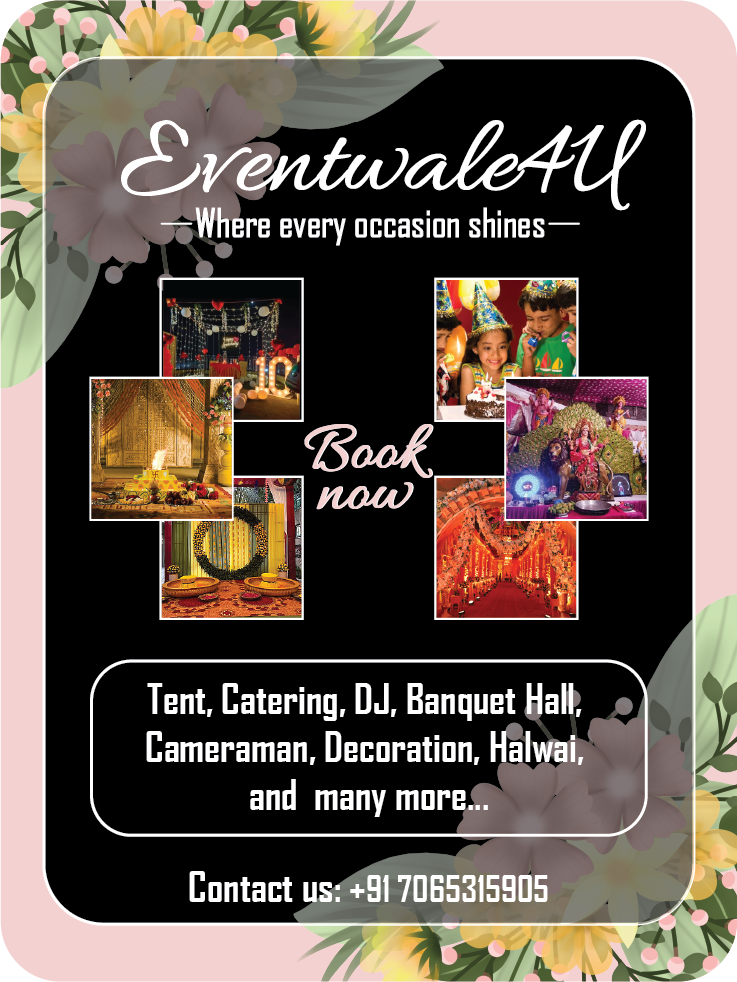 Eventwale4U
—Where every occasion shines—
10
Book
now
Tent, Catering, DJ, Banquet Hall,
Cameraman, Decoration, Halwai,
and many more...
Contact us: +91 7065315905